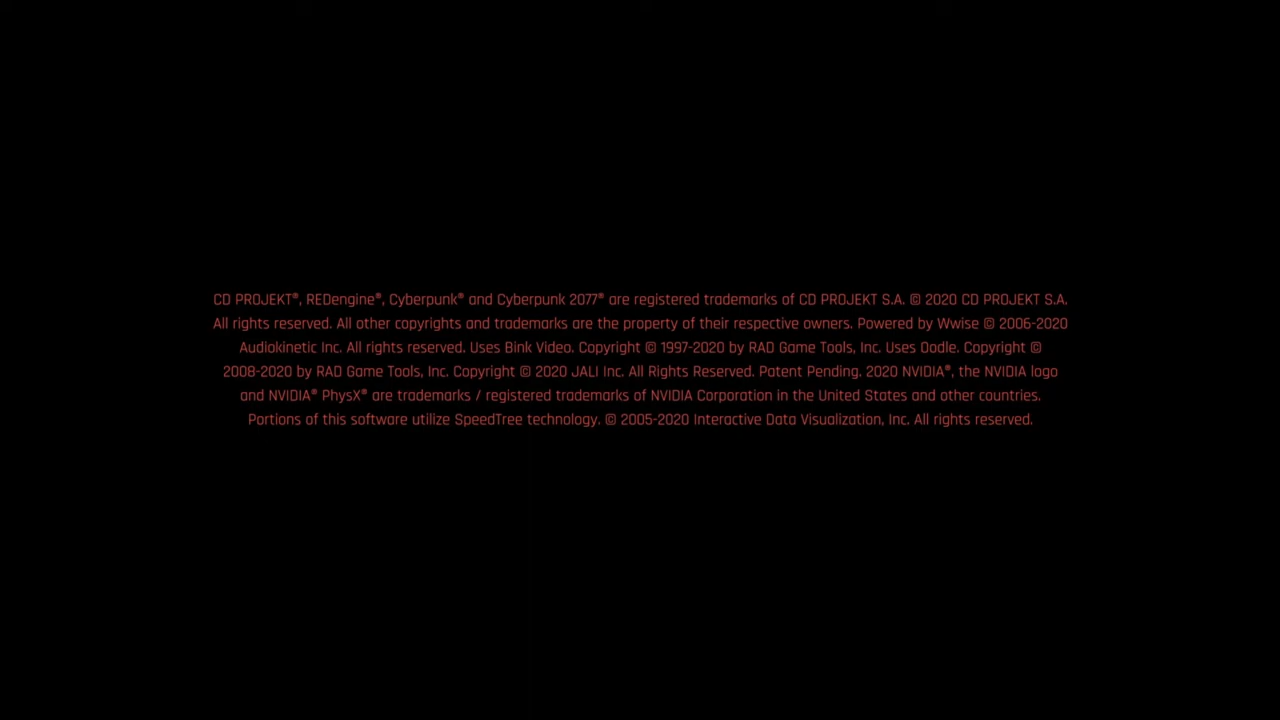 CD PROJEKT®, REDengine®, Cyberpunk® and Cyberpunk 2077® are registered trademarks of CD PROJEKT S.A. © 2020 CD PROJEKT S.A.
All rights reserved. All other copyrights and trademarks are the property of their respective owners. Powered by Wwise © 2006-2020
Audiokinetic Inc. All rights reserved. Uses Bink Video. Copyright © 1997-2020 by RAD Game Tools, Inc. Uses Oodle. Copyright ©
2008-2020 by RAD Game Tools, Inc. Copyright © 2020 JALI Inc. All Rights Reserved. Patent Pending. 2020 NVIDIA®, the NVIDIA logo
and NVIDIA® PhysX® are trademarks / registered trademarks of NVIDIA Corporation in the United States and other countries.
Portions of this software utilize SpeedTree technology. © 2005-2020 Interactive Data Visualization, Inc. All rights reserved.